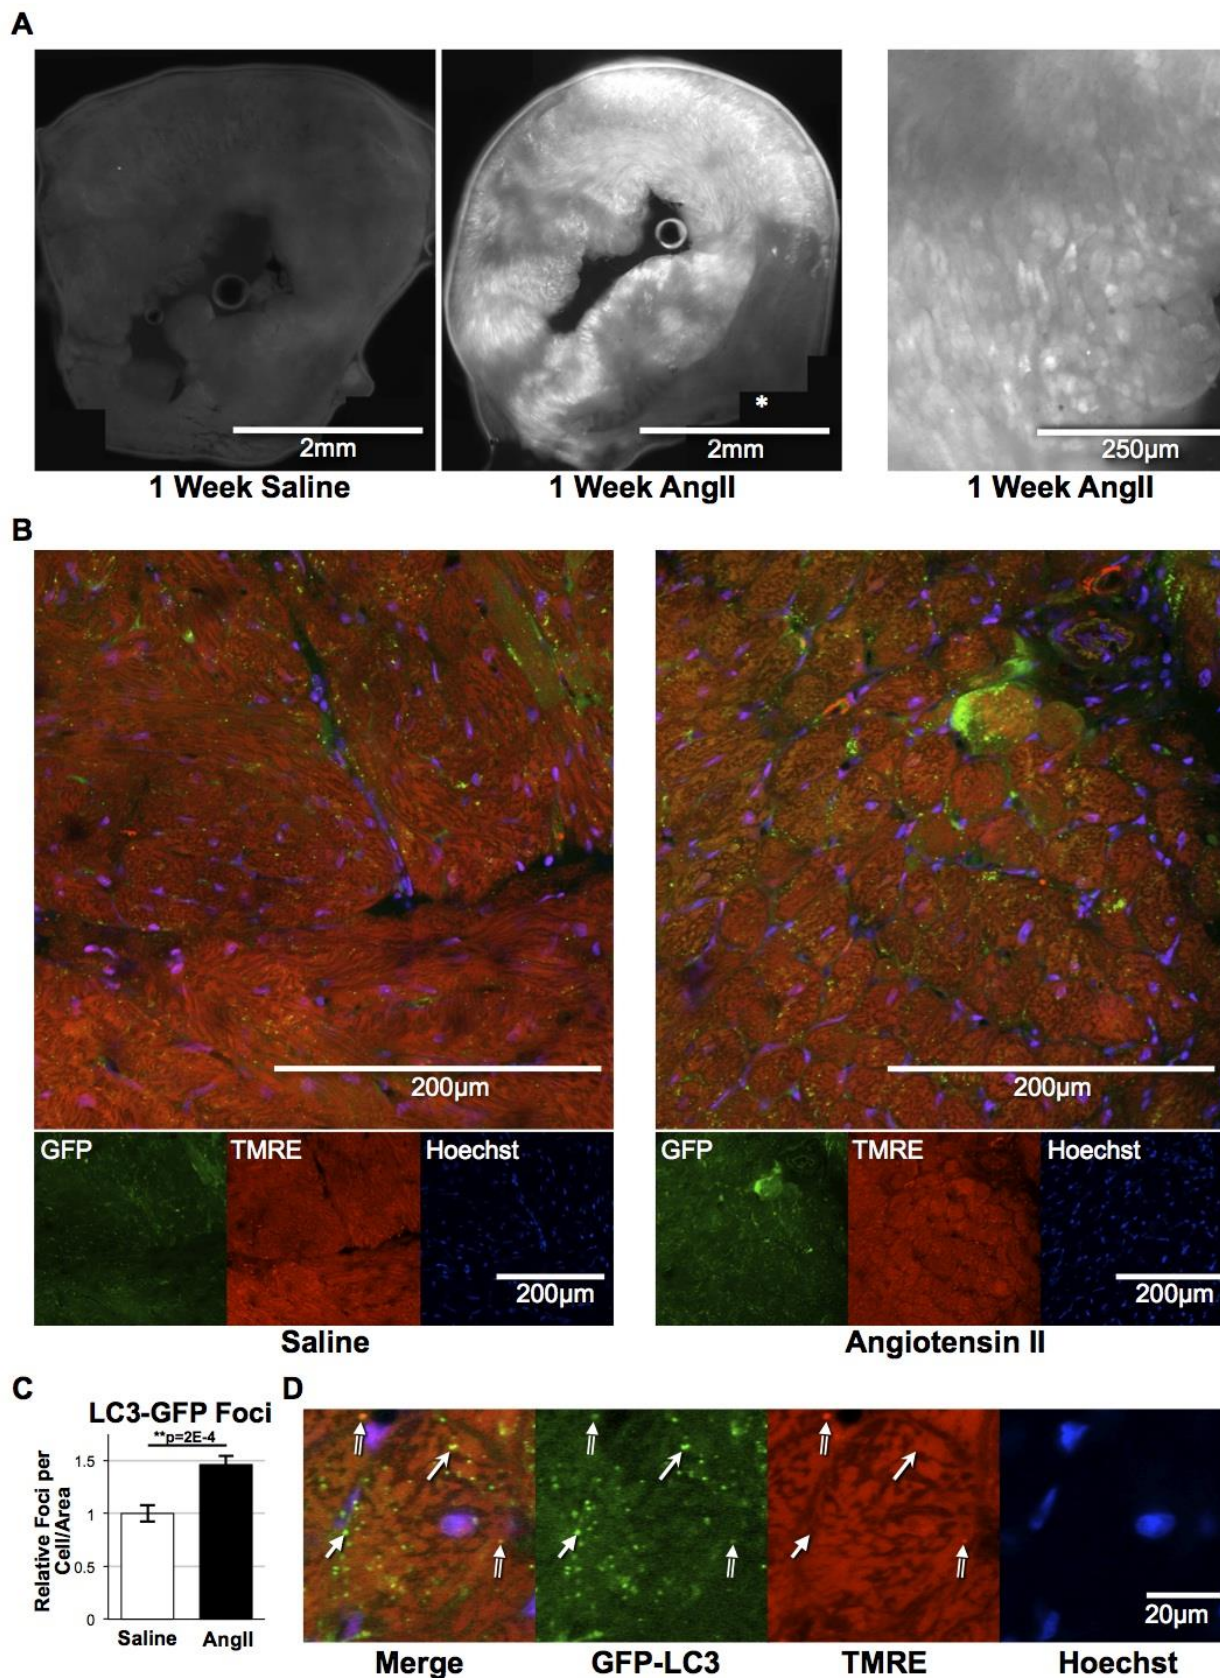 A
2mm
2mm
250µm
1 Week Saline
1 Week AngII
1 Week AngII
*
B
200µm
200µm
GFP
TMRE
Hoechst
200µm
GFP
TMRE
Hoechst
200µm
Saline
Angiotensin II
C
LC3-GFP Foci
**p=2E-4
Relative Foci per
Cell/Area
1.5
1
0.5
0
Saline
AngII
D
20µm
Merge
GFP-LC3
TMRE
Hoechst